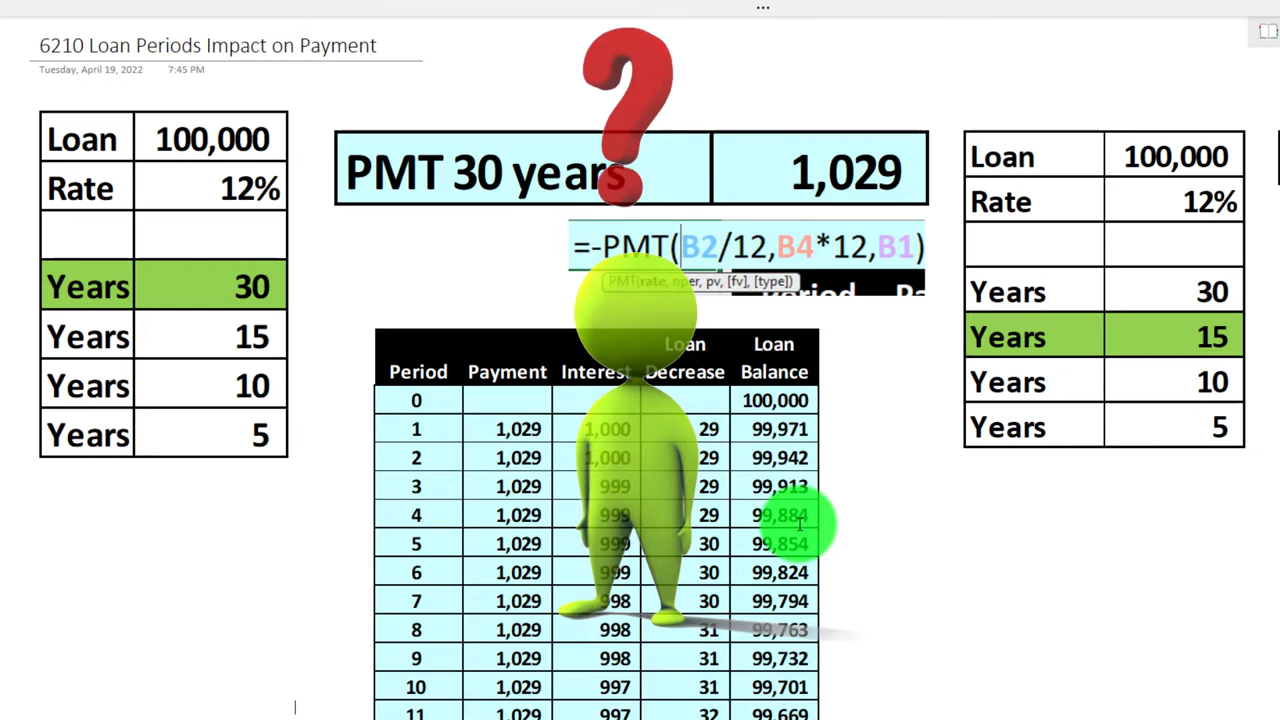 6210 Loan Periods Impact on Payment
Tuesday, April 19, 2022 7:45 PM
Loan 100,000
Rate 12%
Years 30
Years 15
Years 10
Years 5
PMT 30 years 1,029
=-PMT(B2/12,B4*12,B1)
PMT(rate, nper, pv, [fv], [type])
Period Pa
Loan Loan
Period Payment Interest Decrease Balance
0 100,000
1 1,029 1,000 29 99,971
2 1,029 1,000 29 99,942
3 1,029 999 29 99,913
4 1,029 999 29 99,884
5 1,029 999 30 99,854
6 1,029 999 30 99,824
7 1,029 998 30 99,794
8 1,029 998 31 99,763
9 1,029 998 31 99,732
10 1,029 997 31 99,701
11 1,029 997 32 99,669
Loan 100,000
Rate 12%
Years 30
Years 15
Years 10
Years 5
?